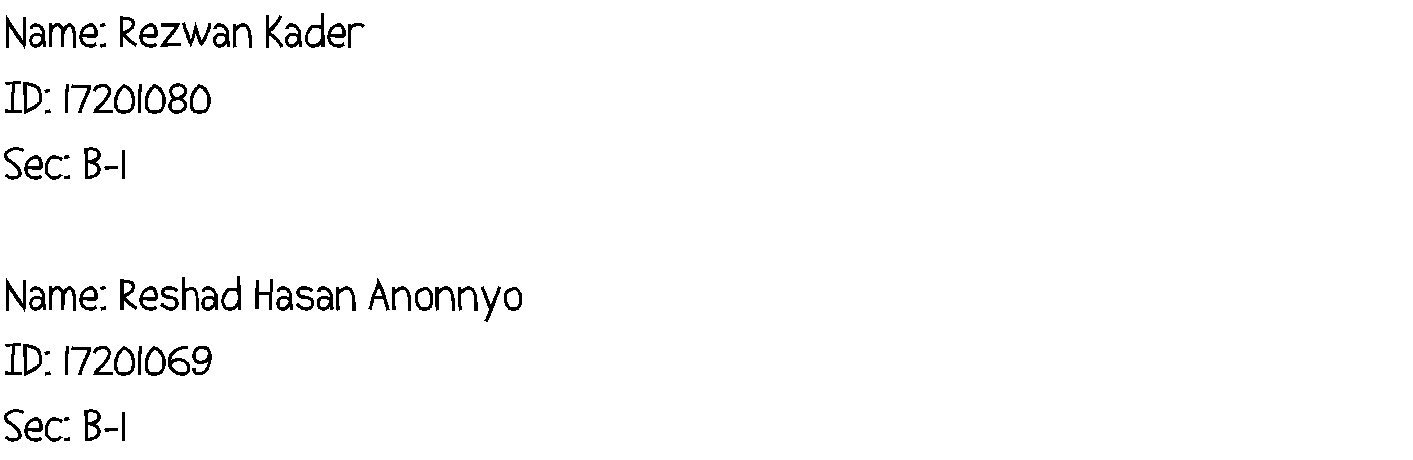 Name: Rezwan Kader
ID: 17201080
Sec: B-1
Name: Reshad Hasan Anonnyo
ID: 17201069
Sec: B-1